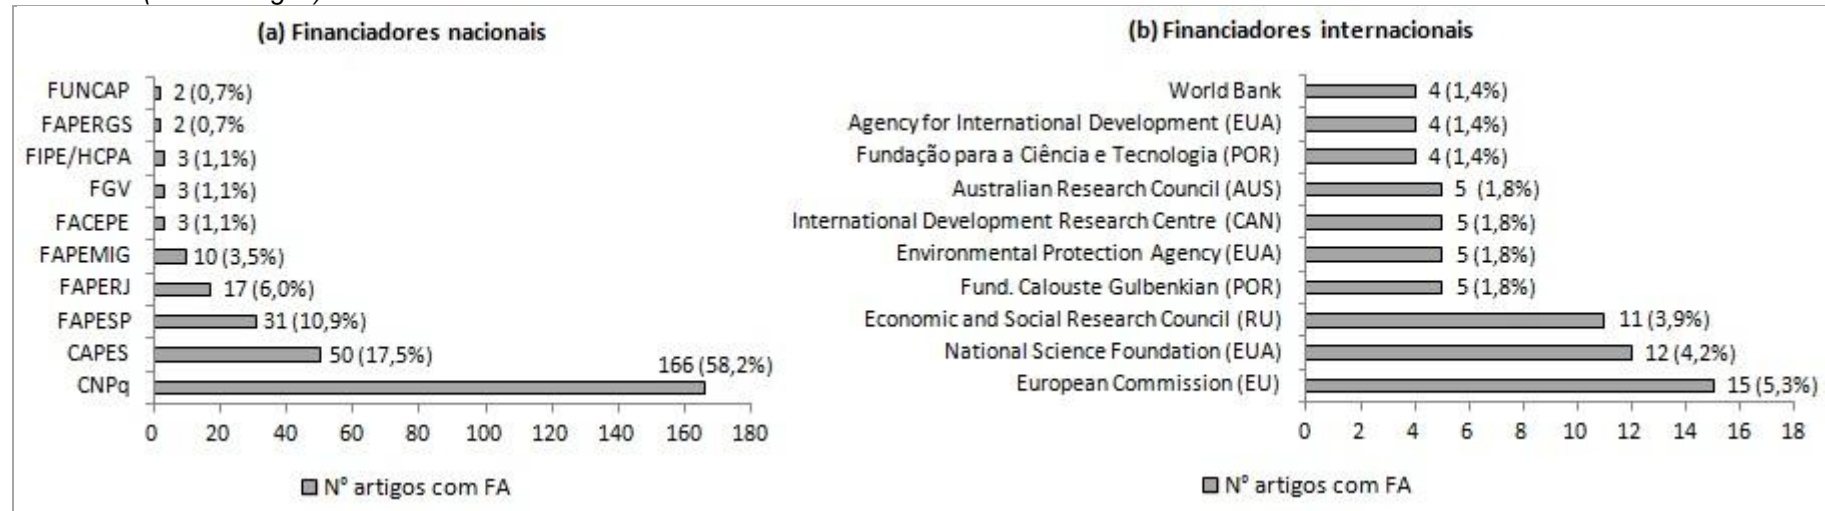 (a) Financiadores nacionais
FUNCAP 2 (0,7%)
FAPERGS 2 (0,7%
FIPE/HCPA 3 (1,1%)
FGV 3 (1,1%)
FACEPE 3 (1,1%)
FAPEMIG 10 (3,5%)
FAPERJ 17 (6,0%)
FAPESP 31 (10,9%)
CAPES 50 (17,5%)
CNPq 166 (58,2%)
0 20 40 60 80 100 120 140 160 180
Nº artigos com FA
(b) Financiadores internacionais
World Bank 4 (1,4%)
Agency for International Development (EUA) 4 (1,4%)
Fundação para a Ciência e Tecnologia (POR) 4 (1,4%)
Australian Research Council (AUS) 5 (1,8%)
International Development Research Centre (CAN) 5 (1,8%)
Environmental Protection Agency (EUA) 5 (1,8%)
Fund. Calouste Gulbenkian (POR) 5 (1,8%)
Economic and Social Research Council (RU) 11 (3,9%)
National Science Foundation (EUA) 12 (4,2%)
European Commission (EU) 15 (5,3%)
0 2 4 6 8 10 12 14 16 18
Nº artigos com FA